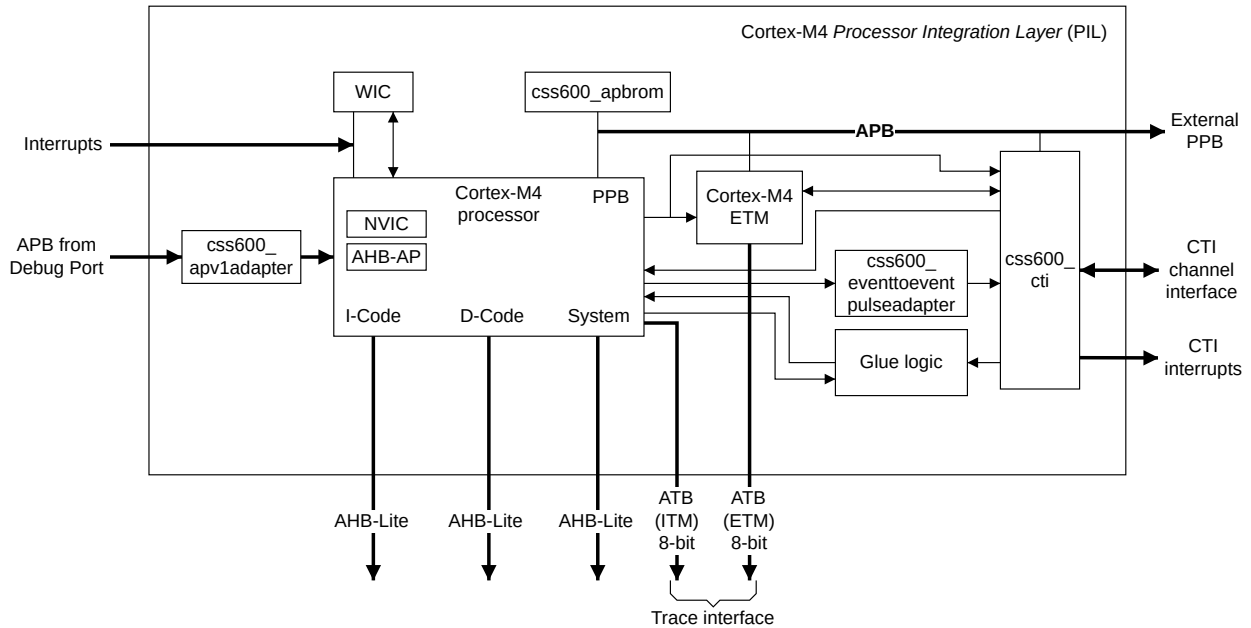 Cortex-M4 Processor Integration Layer (PIL)
WIC
css600_apbrom
Interrupts
APB
External
PPB
Cortex-M4
processor
PPB
Cortex-M4
ETM
NVIC
AHB-AP
APB from
Debug Port
css600_
apv1adapter
css600_
eventtoevent
pulseadapter
css600_
cti
CTI
channel
interface
I-Code
D-Code
System
Glue logic
CTI
interrupts
AHB-Lite
AHB-Lite
AHB-Lite
ATB
(ITM)
8-bit
ATB
(ETM)
8-bit
Trace interface